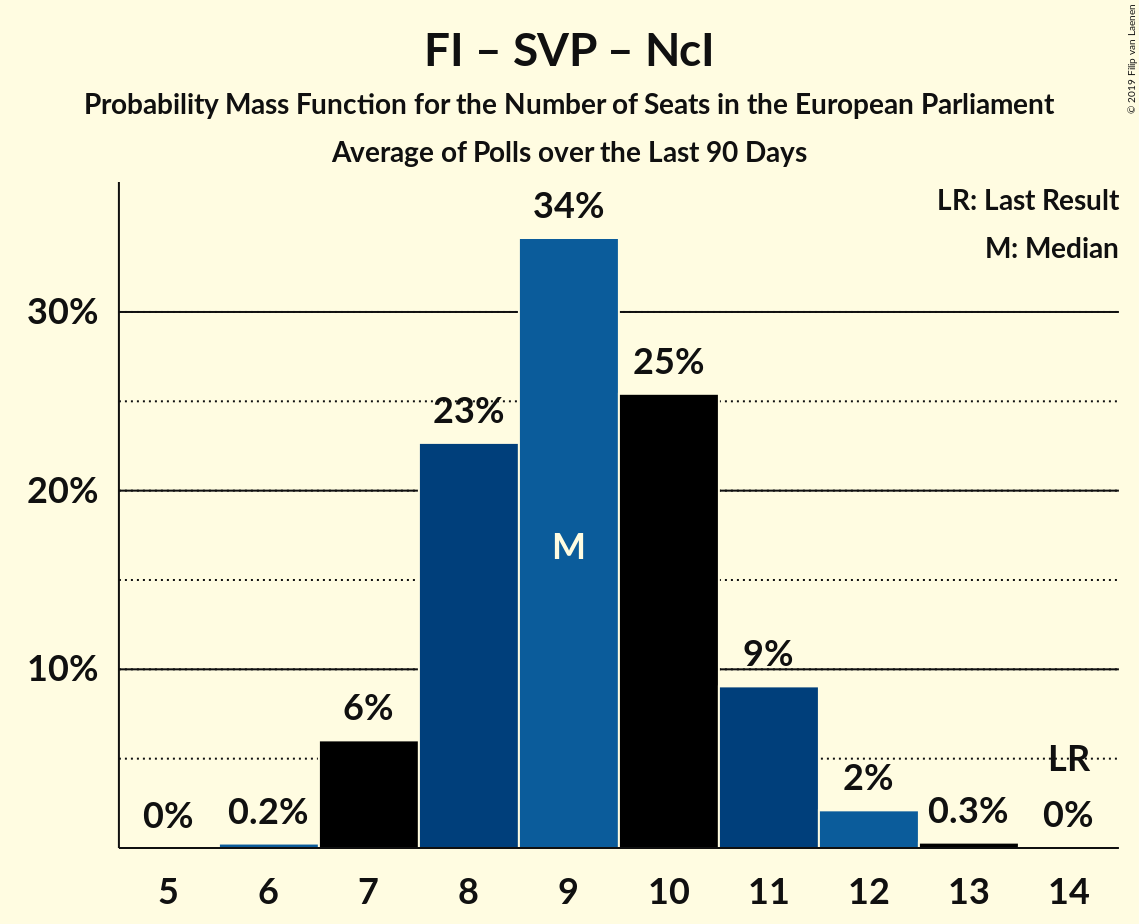 FI – SVP – NcI
Probability Mass Function for the Number of Seats in the European Parliament
Average of Polls over the Last 90 Days
© 2019 Filip van Laenen
LR: Last Result
M: Median
34%
30%
25%
23%
20%
M
10%
9%
6%
LR
2%
0%
0.2%
0.3%
0%
5 6 7 8 9 10 11 12 13 14